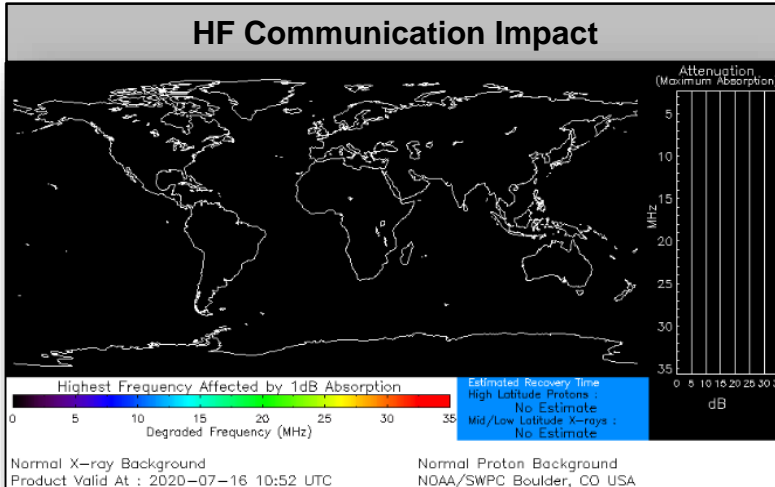 HF Communication Impact
Attenuation
(Maximum Absorption
5
10
15
20
25
30
35
MHz
0 5 10 15 20 25 30
dB
Highest Frequency Affected by 1dB Absorption
0 5 10 15 20 25 30 35
Degraded Frequency (MHz)
Estimated Recovery Time
High Latitude Protons :
No Estimate
Mid/Low Latitude X-rays :
No Estimate
Normal X-ray Background
Product Valid At : 2020-07-16 10:52 UTC
Normal Proton Background
NOAA/SWPC Boulder, CO USA